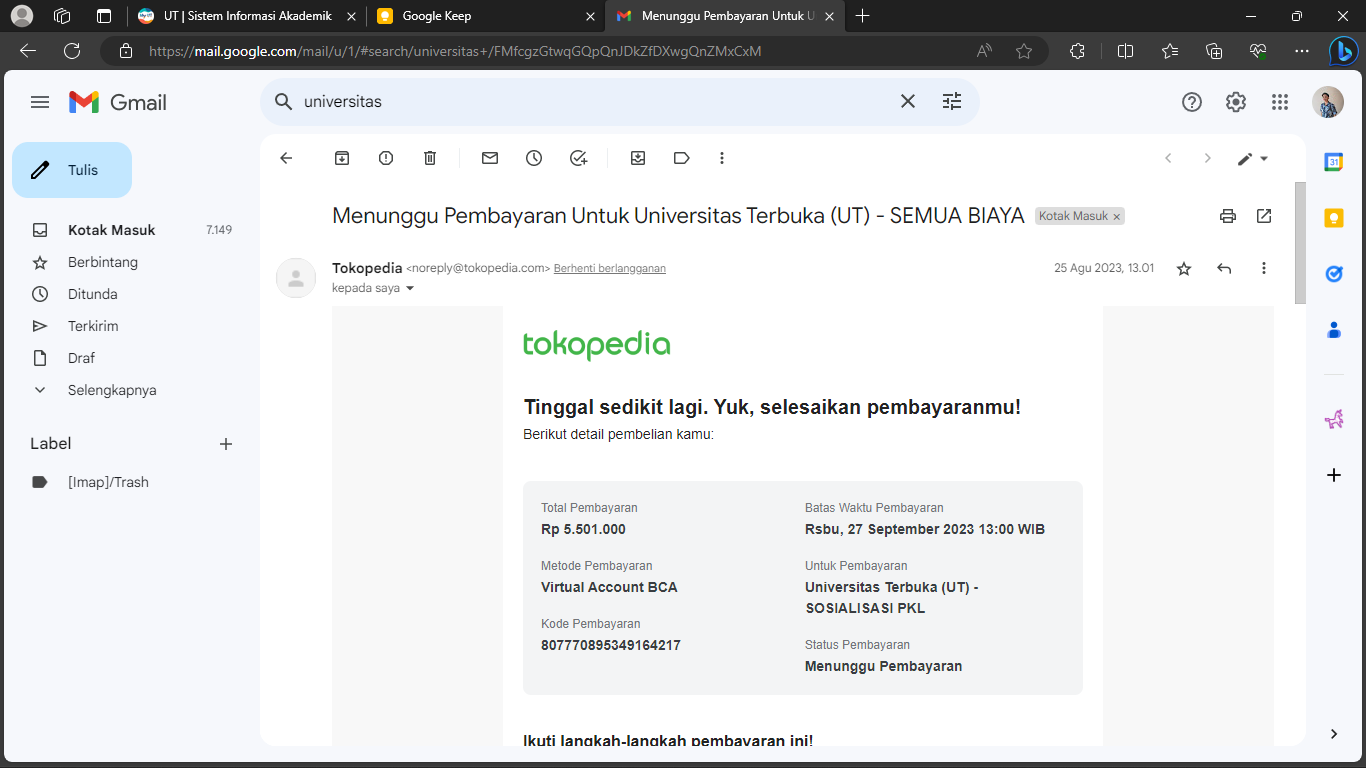 UT | Sistem Informasi Akademik
Google Keep
Menunggu Pembayaran Untuk U
https://mail.google.com/mail/u/1/#search/universitas+/FMfcgzGtwqGQpQnJDkZfDXwgQnZMxCxM
Gmail
universitas
Tulis
Kotak Masuk 7.149
Berbintang
Ditunda
Terkirim
Draf
Selengkapnya
Label
[Imap]/Trash
Menunggu Pembayaran Untuk Universitas Terbuka (UT) - SEMUA BIAYA Kotak Masuk ×
Tokopedia <noreply@tokopedia.com> Berhenti berlangganan 25 Agu 2023, 13.01
kepada saya
tokopedia
Tinggal sedikit lagi. Yuk, selesaikan pembayaranmu!
Berikut detail pembelian kamu:
Total Pembayaran
Rp 5.501.000
Metode Pembayaran
Virtual Account BCA
Kode Pembayaran
807770895349164217
Batas Waktu Pembayaran
Rsbu, 27 September 2023 13:00 WIB
Untuk Pembayaran
Universitas Terbuka (UT) -
SOSIALISASI PKL
Status Pembayaran
Menunggu Pembayaran
Ikuti langkah-langkah pembayaran ini!
31